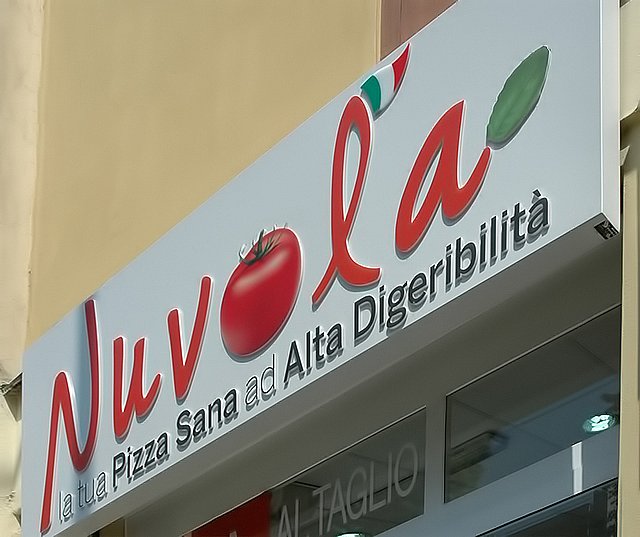 Nuvola
la tua Pizza Sana ad Alta Digeribilità
AL TAGLIO